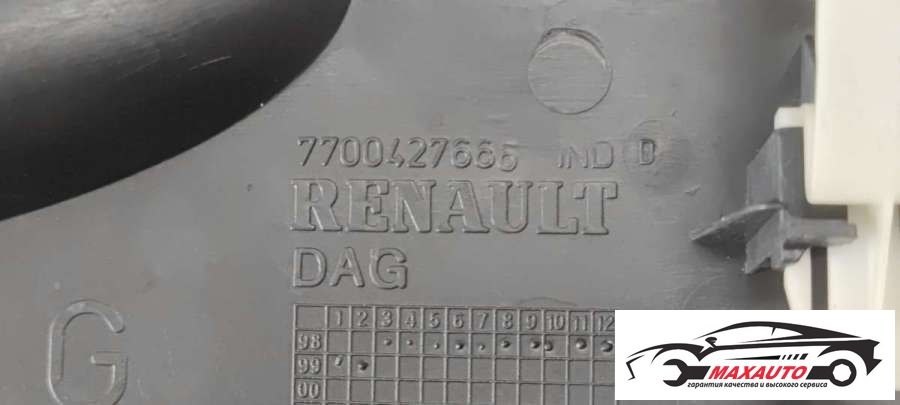 7700427665 IND B
RENAULT
DAG
G
1 2 3 4 5 6 7 8 9 10 11 12
98
99
00
MAXAUTO
гарантия качества и высокого сервиса